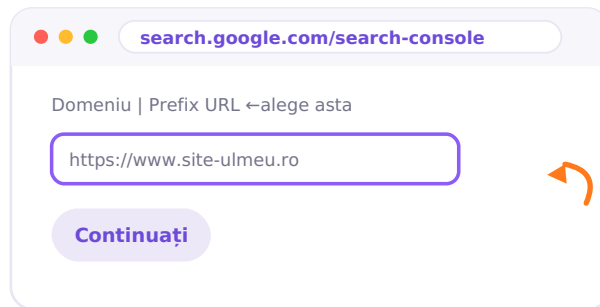 search.google.com/search-console
Domeniu | Prefix URL ←alege asta
https://www.site-ulmeu.ro
Continuați